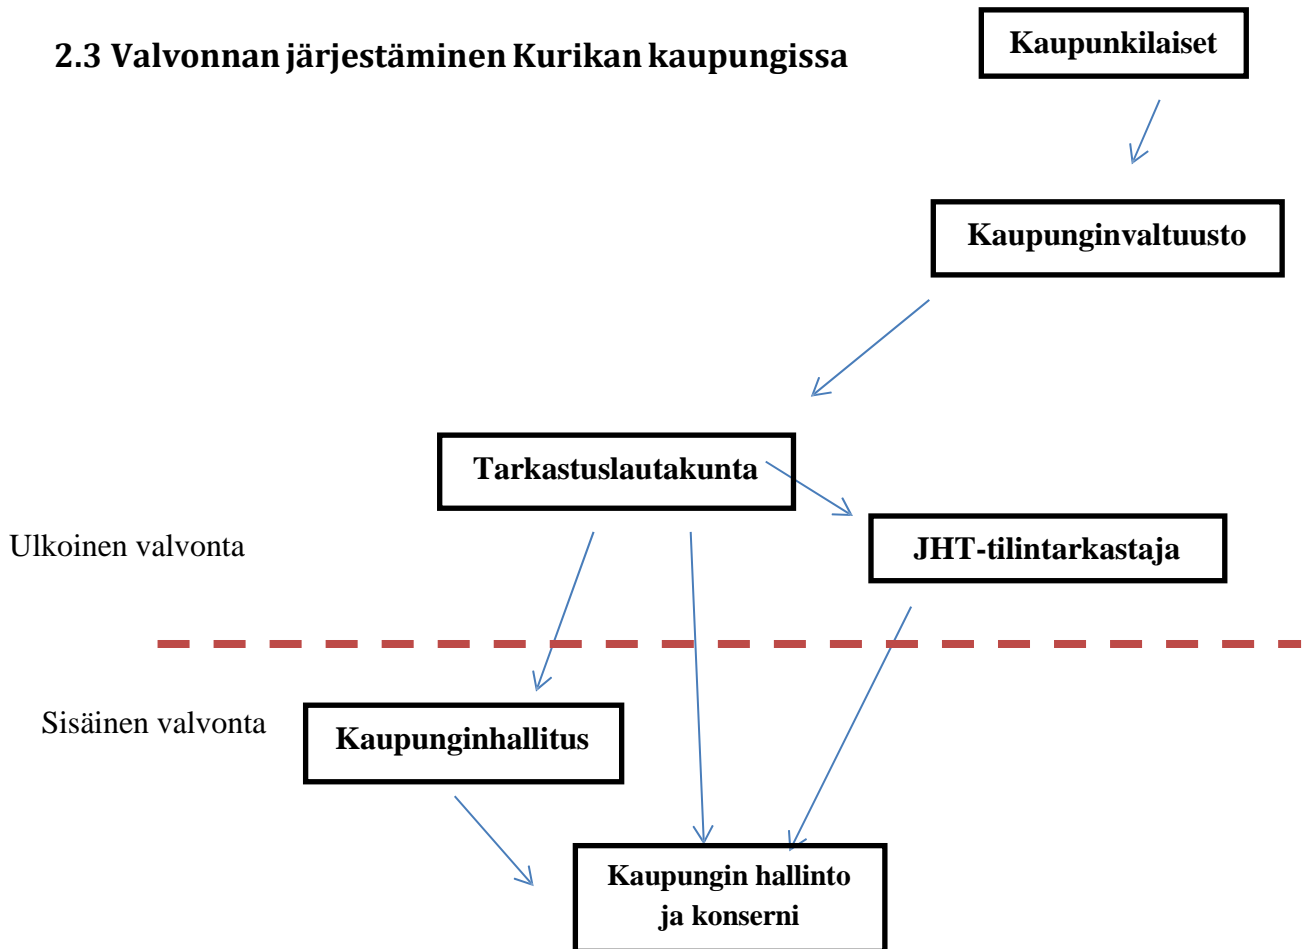 2.3 Valvonnan järjestäminen Kurikan kaupungissa
Kaupunkilaiset
Kaupunginvaltuusto
Tarkastuslautakunta
Ulkoinen valvonta
JHT-tilintarkastaja
Sisäinen valvonta
Kaupunginhallitus
Kaupungin hallinto
ja konserni